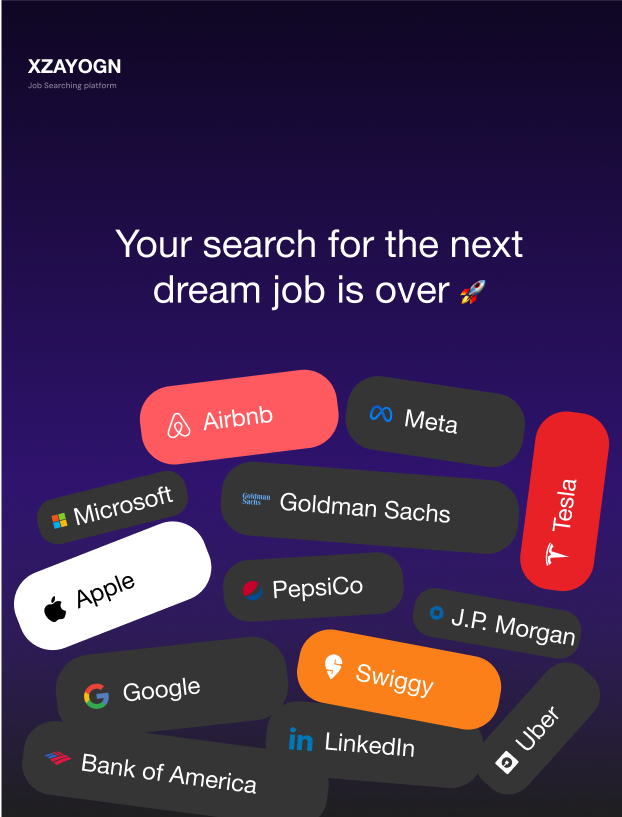 XZAYOGN
Job Searching platform
Your search for the next
dream job is over 🚀
Airbnb
Meta
Tesla
Microsoft
Goldman
Sachs
Goldman Sachs
Apple
PepsiCo
J.P. Morgan
Google
Swiggy
LinkedIn
in
Uber
Bank of America